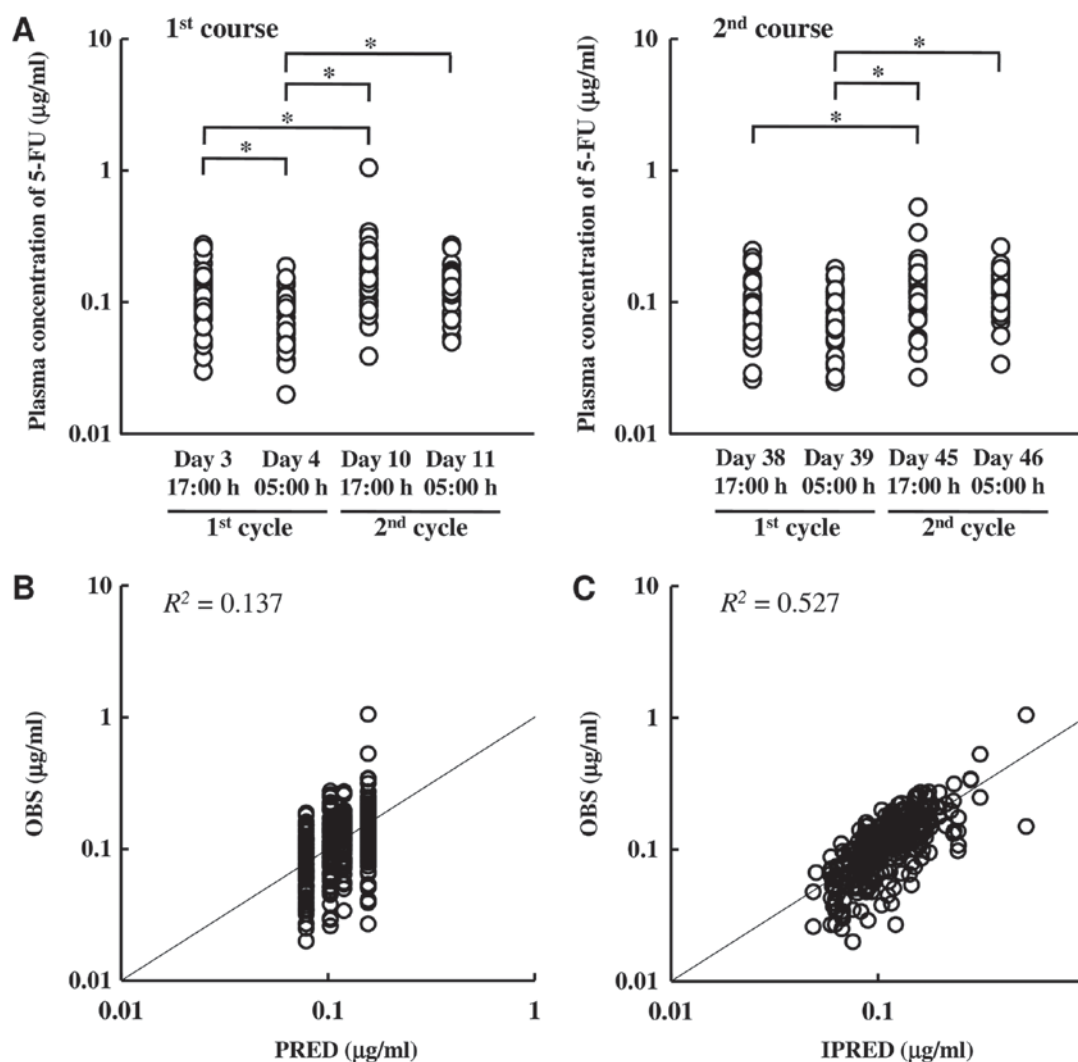 A
1st course
Plasma concentration of 5-FU (µg/ml)
10
1
0.1
0.01
*
*
*
*
Day 3 Day 4 Day 10 Day 11
17:00 h 05:00 h 17:00 h 05:00 h
1st cycle 2nd cycle
2nd course
Plasma concentration of 5-FU (µg/ml)
10
1
0.1
0.01
*
*
*
Day 38 Day 39 Day 45 Day 46
17:00 h 05:00 h 17:00 h 05:00 h
1st cycle 2nd cycle
B
R² = 0.137
OBS (µg/ml)
10
1
0.1
0.01
0.01 0.1 1
PRED (µg/ml)
C
R² = 0.527
OBS (µg/ml)
10
1
0.1
0.01
0.01 0.1
IPRED (µg/ml)